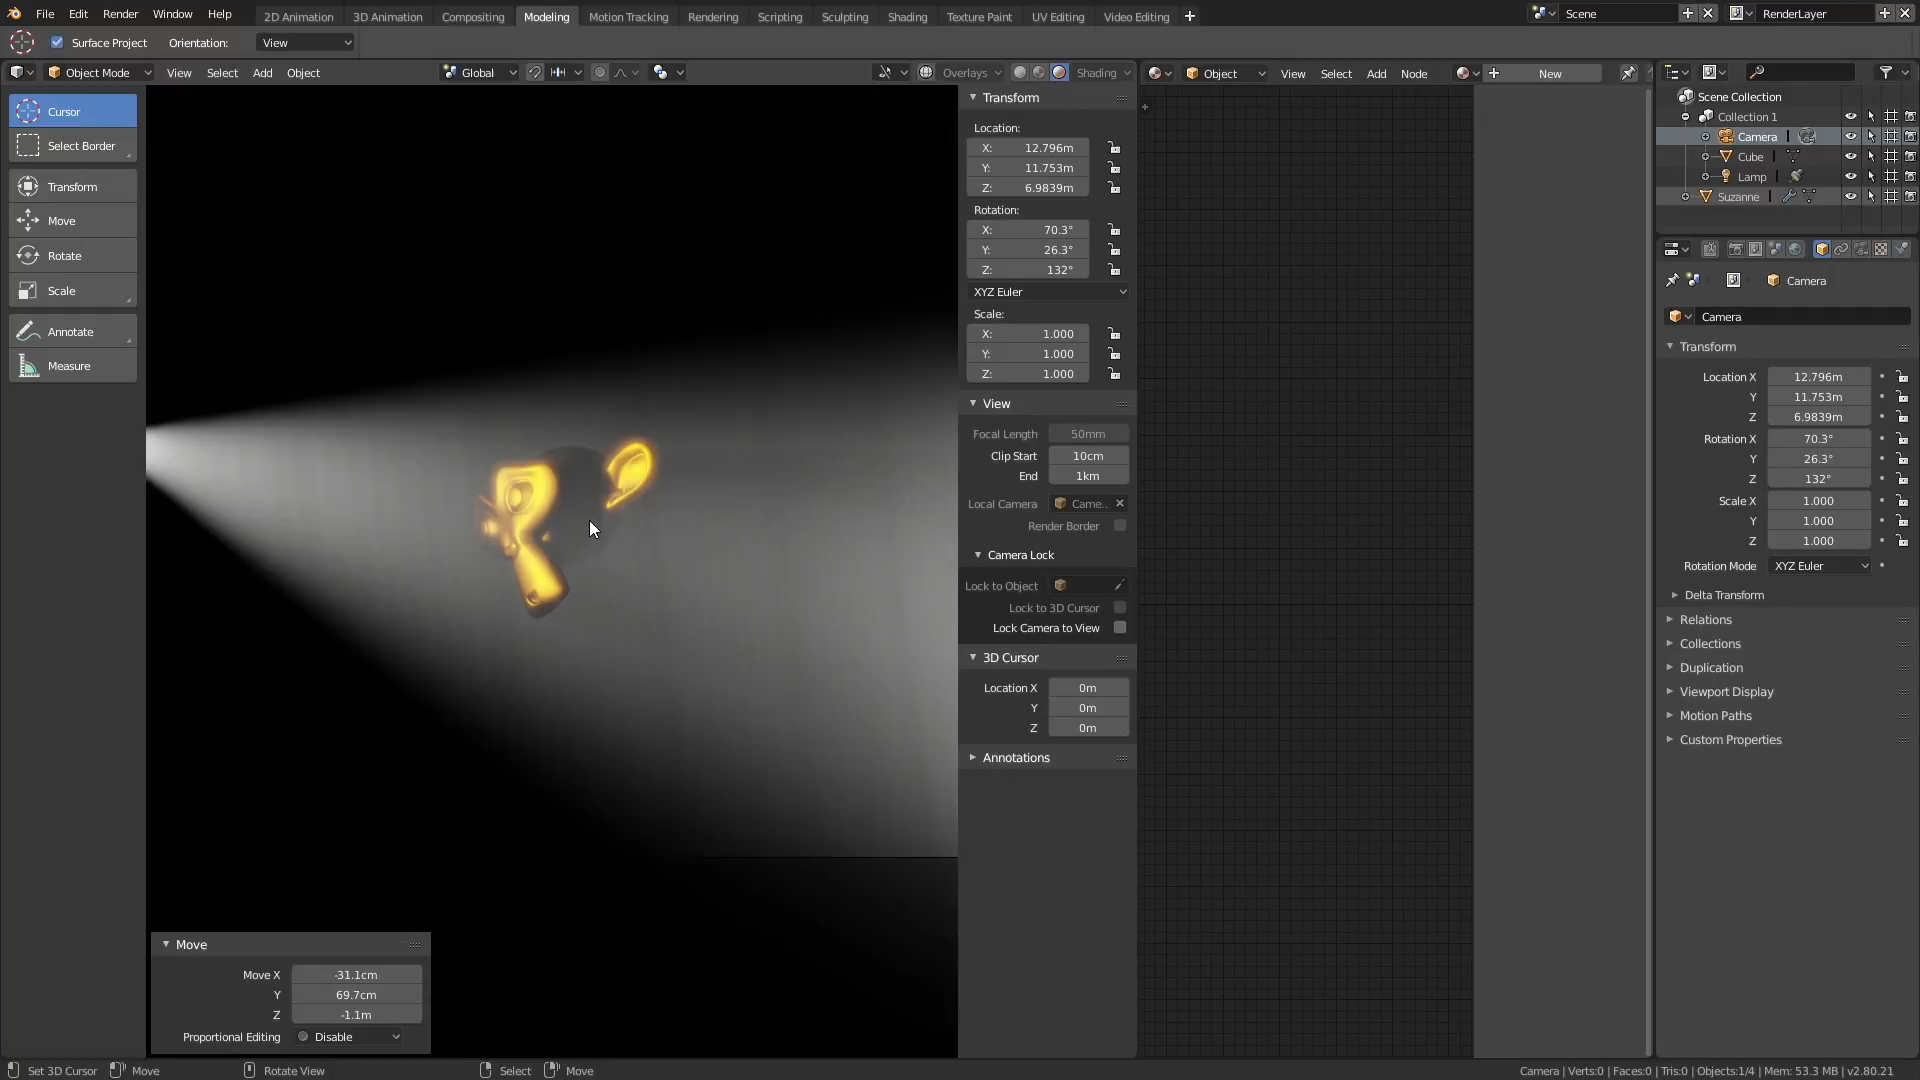 File Edit Render Window Help
2D Animation 3D Animation Compositing Modeling Motion Tracking Rendering Scripting Sculpting Shading Texture Paint UV Editing Video Editing
Scene
RenderLayer
Surface Project Orientation: View
Object Mode View Select Add Object
Global
Overlays
Shading
Object View Select Add Node
New
Cursor
Select Border
Transform
Move
Rotate
Scale
Annotate
Measure
Transform
Location:
X: 12.796m
Y: 11.753m
Z: 6.9839m
Rotation:
X: 70.3°
Y: 26.3°
Z: 132°
XYZ Euler
Scale:
X: 1.000
Y: 1.000
Z: 1.000
View
Focal Length 50mm
Clip Start 10cm
End 1km
Local Camera Came..
Render Border
Camera Lock
Lock to Object
Lock to 3D Cursor
Lock Camera to View
3D Cursor
Location X 0m
Y 0m
Z 0m
Annotations
Scene Collection
Collection 1
Camera
Cube
Lamp
Suzanne
Camera
Camera
Transform
Location X 12.796m
Y 11.753m
Z 6.9839m
Rotation X 70.3°
Y 26.3°
Z 132°
Scale X 1.000
Y 1.000
Z 1.000
Rotation Mode XYZ Euler
Delta Transform
Relations
Collections
Duplication
Viewport Display
Motion Paths
Custom Properties
Move
Move X -31.1cm
Y 69.7cm
Z -1.1m
Proportional Editing Disable
Set 3D Cursor Move Rotate View Select Move
Camera | Verts:0 | Faces:0 | Tris:0 | Objects:1/4 | Mem: 53.3 MB | v2.80.21